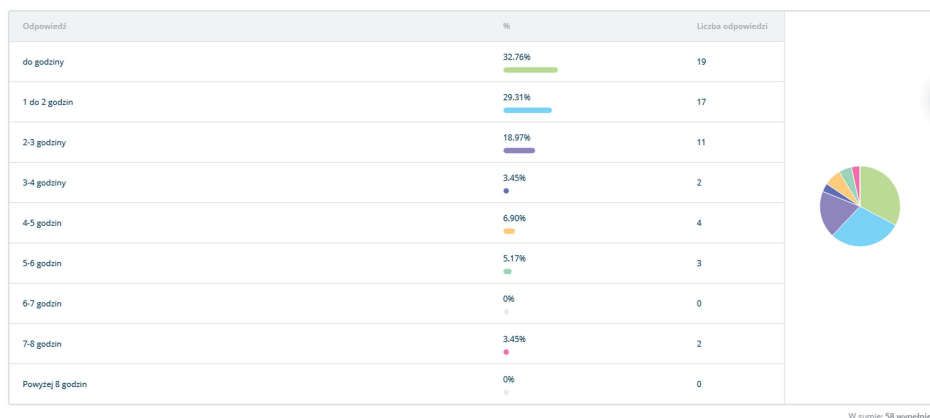 Odpowiedź % Liczba odpowiedzi
do godziny 32.76% 19
1 do 2 godzin 29.31% 17
2-3 godziny 18.97% 11
3-4 godziny 3.45% 2
4-5 godzin 6.90% 4
5-6 godzin 5.17% 3
6-7 godzin 0% 0
7-8 godzin 3.45% 2
Powyżej 8 godzin 0% 0
W sumie: 58